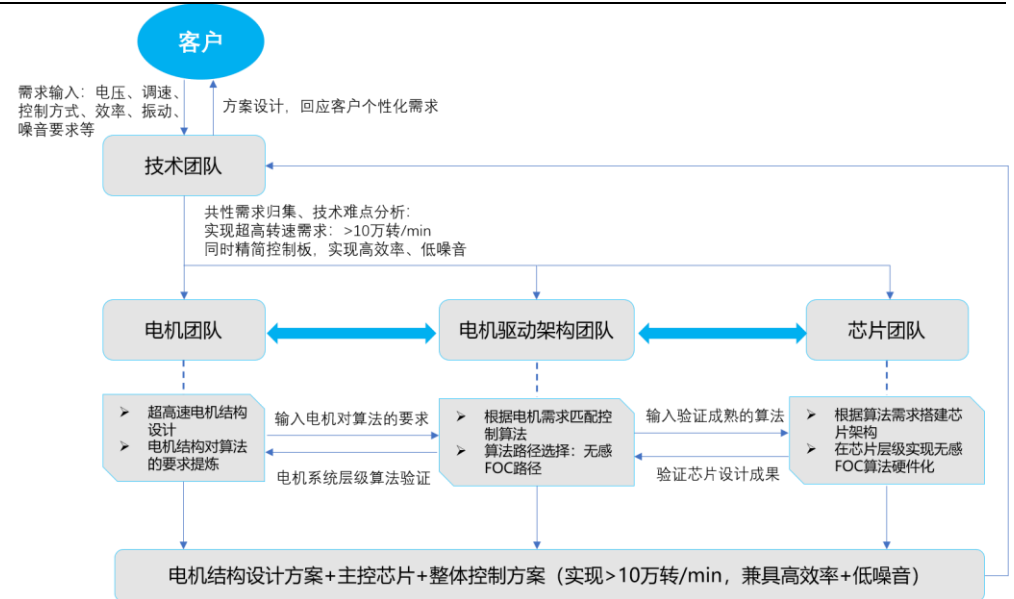 客户
需求输入：电压、调速、
控制方式、效率、振动、
噪音要求等
方案设计，回应客户个性化需求
技术团队
共性需求归集、技术难点分析：
实现超高转速需求：>10万转/min
同时精简控制板，实现高效率、低噪音
电机团队
电机驱动架构团队
芯片团队
➢ 超高速电机结构
设计
➢ 电机结构对算法
的要求提炼
输入电机对算法的要求
电机系统层级算法验证
➢ 根据电机需求匹配控
制算法
➢ 算法路径选择：无感
FOC路径
输入验证成熟的算法
验证芯片设计成果
➢ 根据算法需求搭建芯
片架构
➢ 在芯片层级实现无感
FOC算法硬件化
电机结构设计方案+主控芯片+整体控制方案（实现>10万转/min，兼具高效率+低噪音）